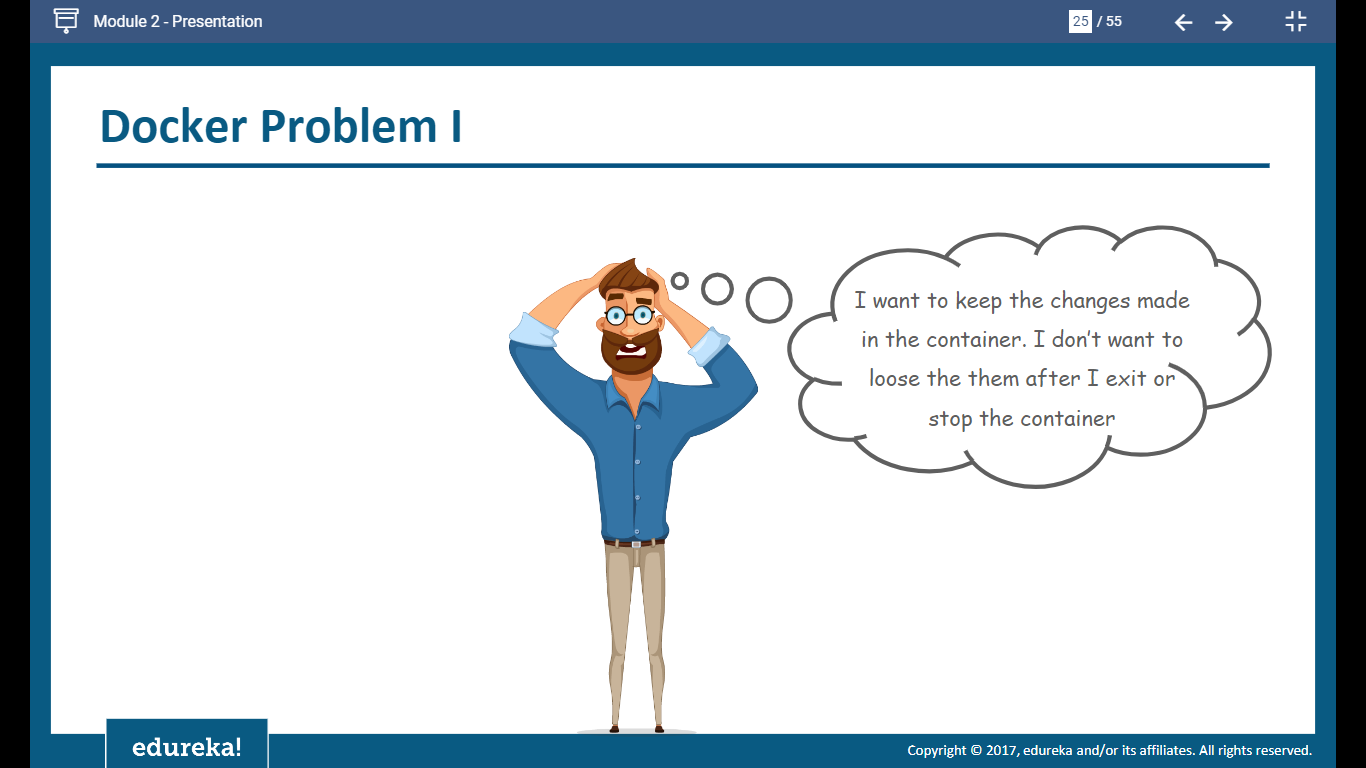 Module 2 - Presentation
25 / 55
Docker Problem I
I want to keep the changes made
in the container. I don't want to
loose the them after I exit or
stop the container
edureka!
Copyright © 2017, edureka and/or its affiliates. All rights reserved.